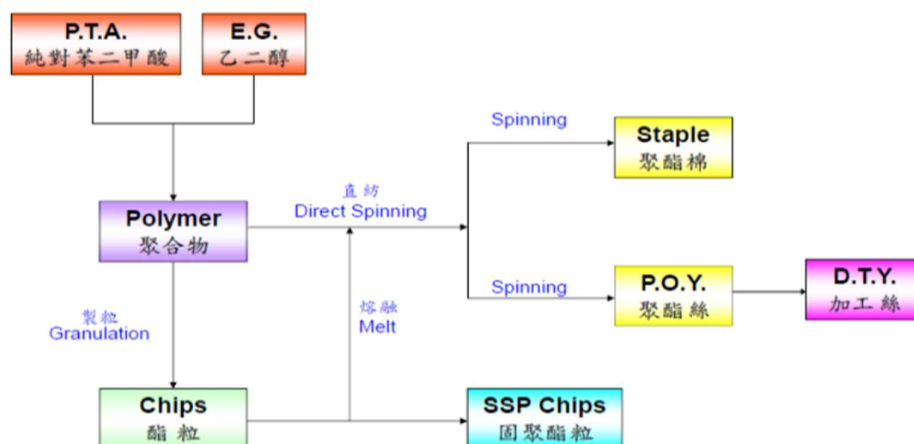 P.T.A.
純對苯二甲酸
E.G.
乙二醇
Spinning
Staple
聚酯棉
直紡
Direct Spinning
Polymer
聚合物
Spinning
P.O.Y.
聚酯絲
D.T.Y.
加工絲
製粒
Granulation
熔融
Melt
Chips
酯粒
SSP Chips
固聚酯粒